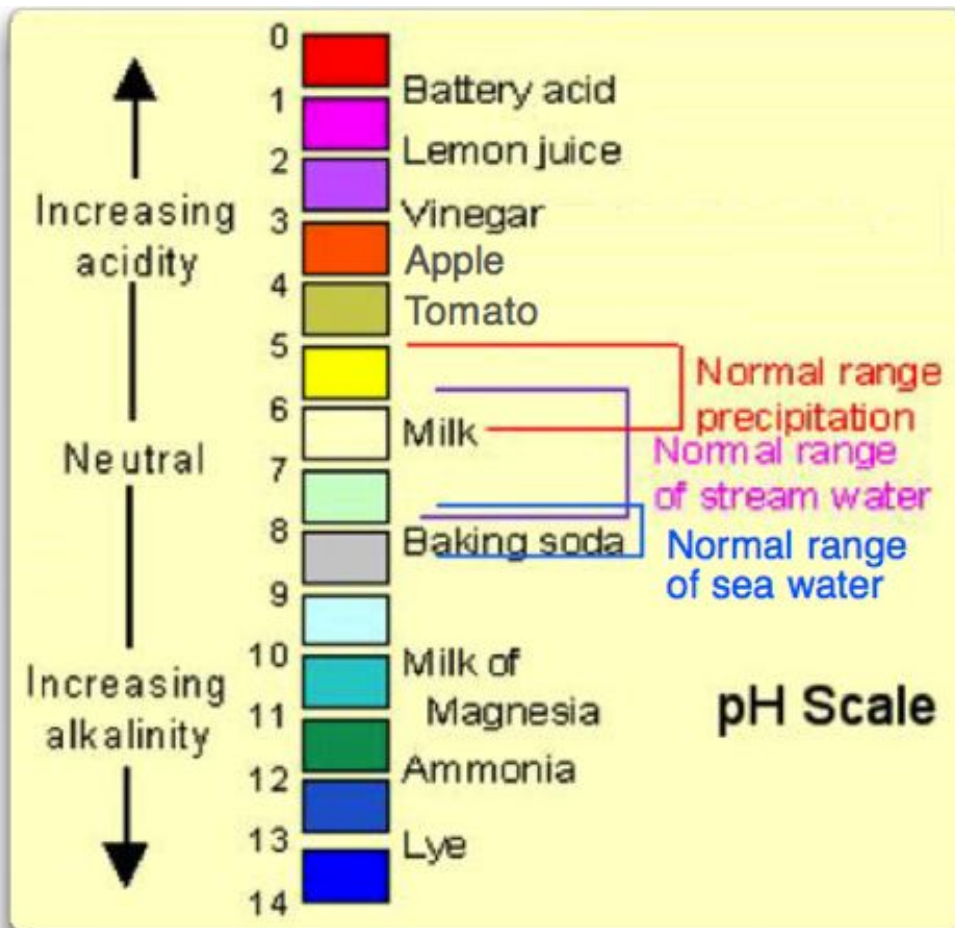 0
Battery acid
1
Lemon juice
2
Vinegar
Increasing
acidity
3
Apple
4
Tomato
5
Normal range
precipitation
6
Milk
Neutral
Normal range
of stream water
7
8
Baking soda
Normal range
of sea water
9
10
Milk of
Magnesia
Increasing
alkalinity
11
pH Scale
Ammonia
12
13
Lye
14